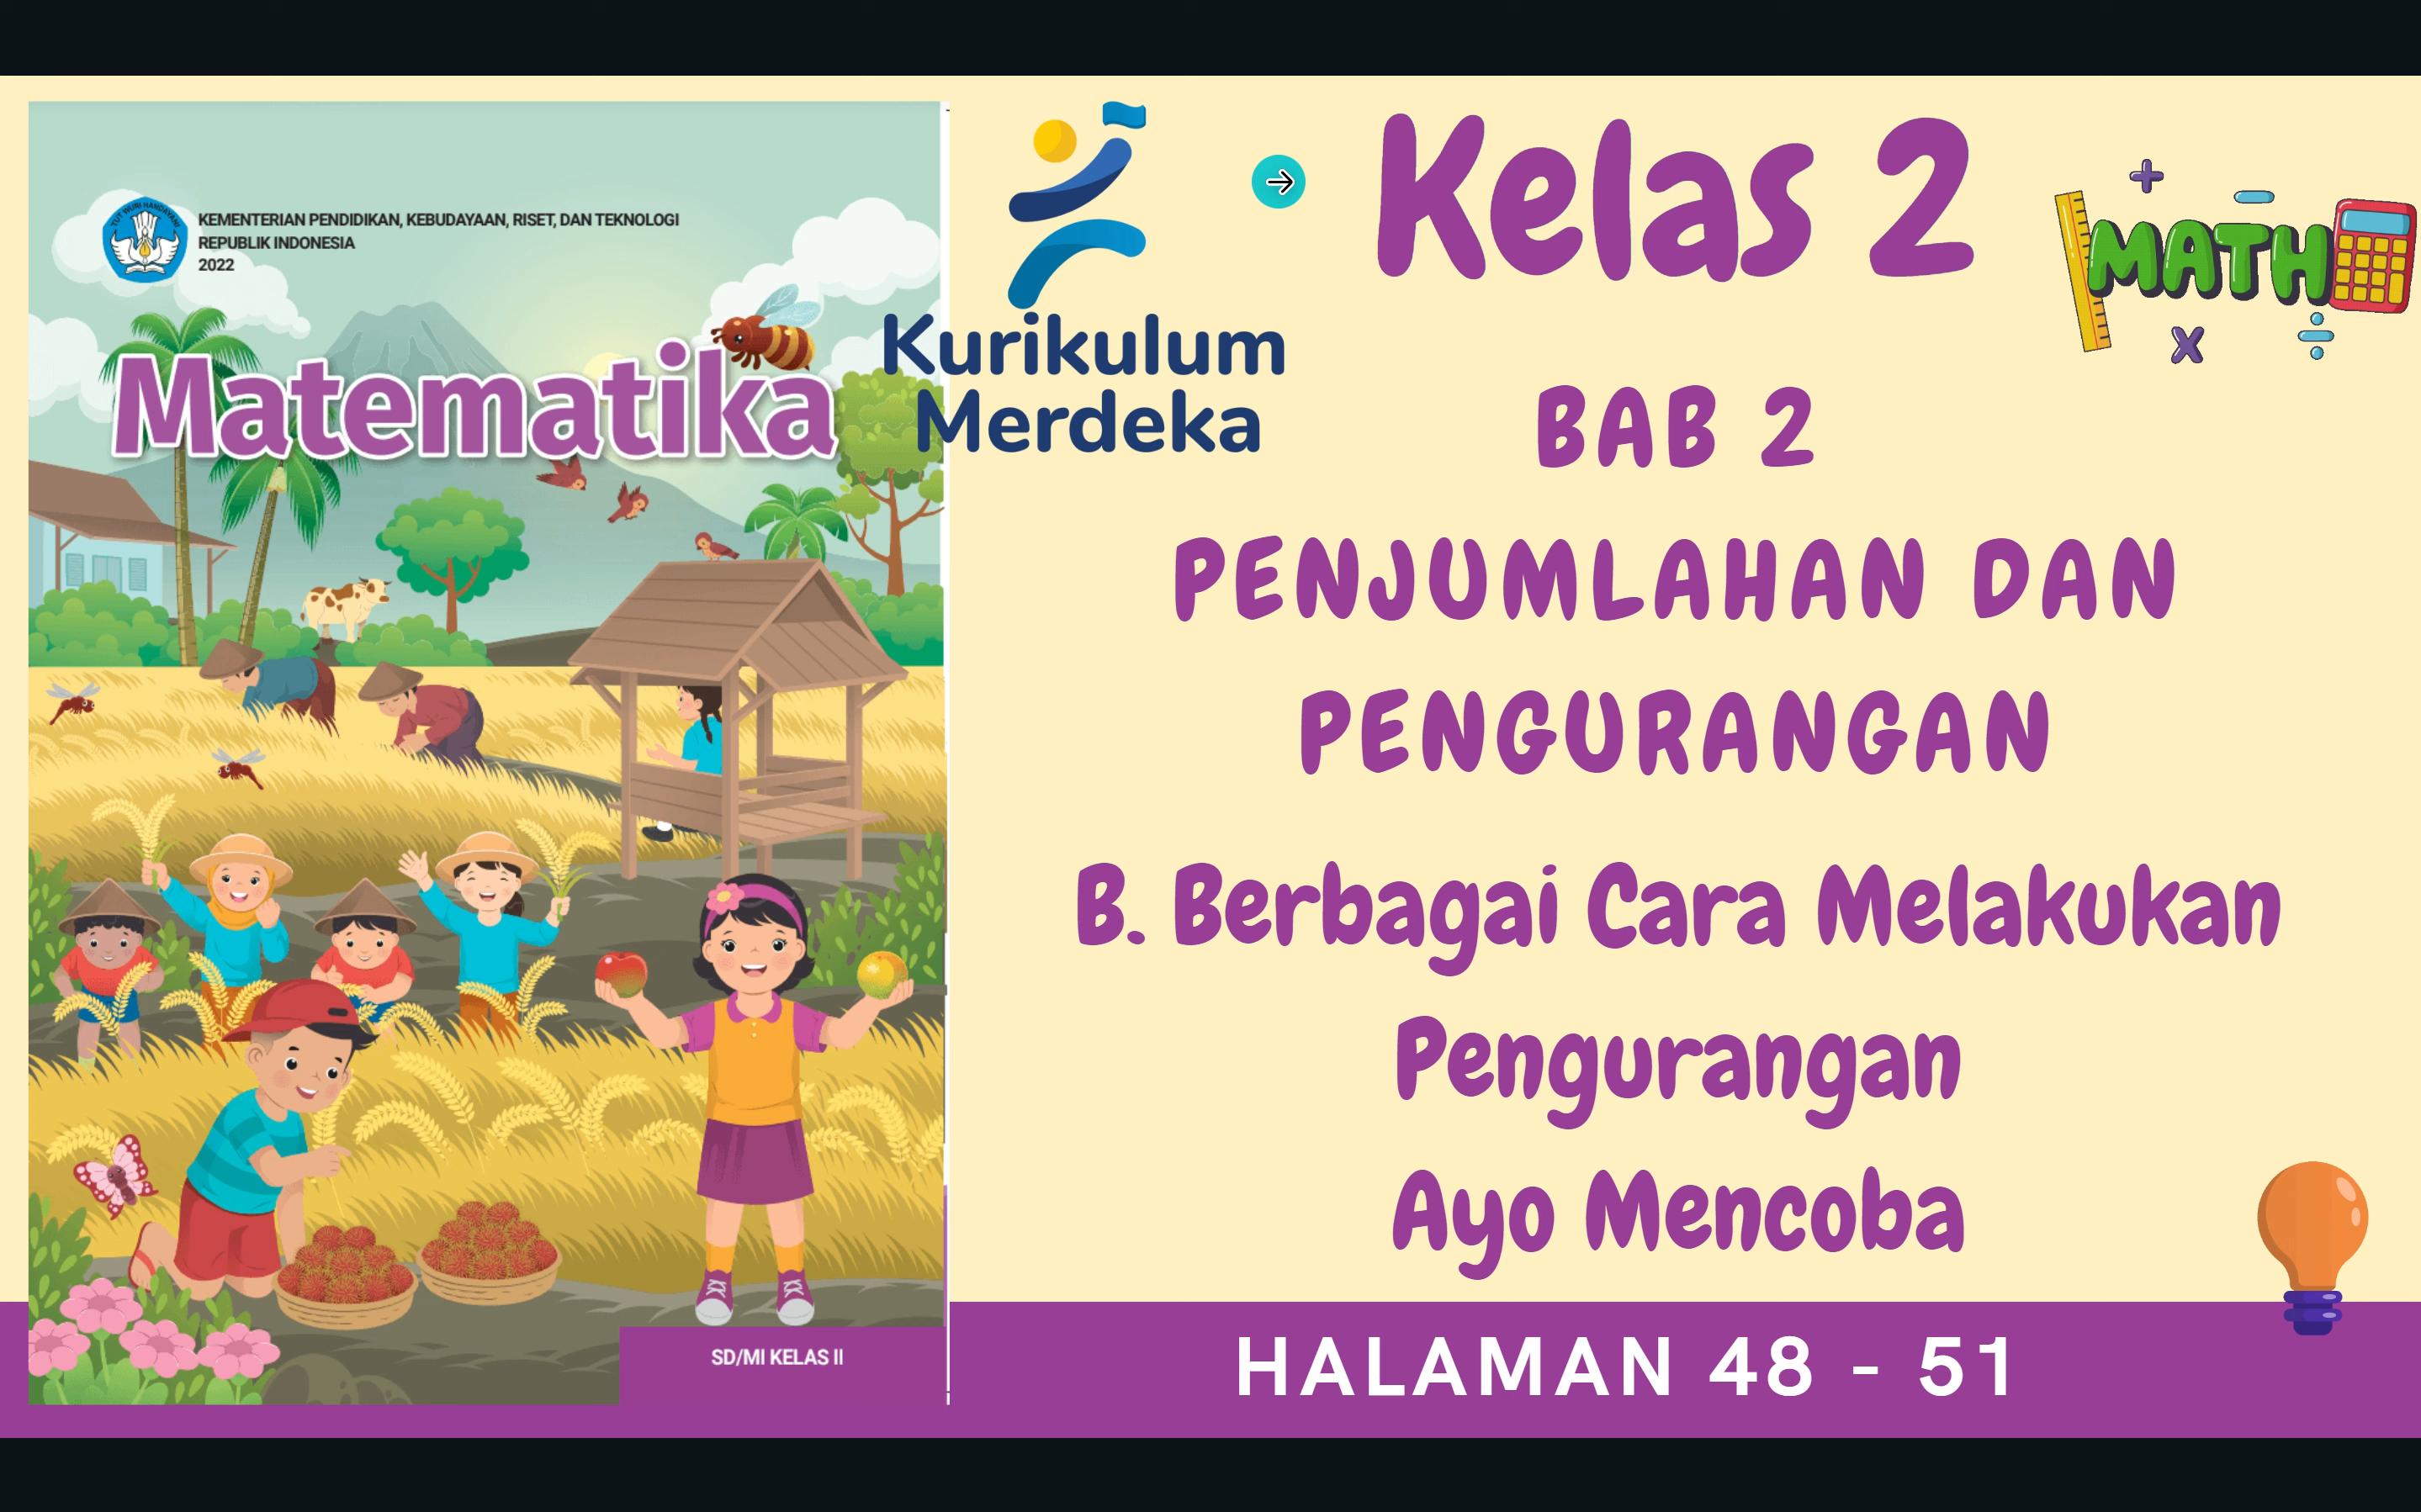 KEMENTERIAN PENDIDIKAN, KEBUDAYAAN, RISET, DAN TEKNOLOGI
REPUBLIK INDONESIA
2022
Matematika
SD/MI KELAS II
Kurikulum
Merdeka
Kelas 2
MATH
BAB 2
PENJUMLAHAN DAN
PENGURANGAN
B. Berbagai Cara Melakukan
Pengurangan
Ayo Mencoba
HALAMAN 48 - 51